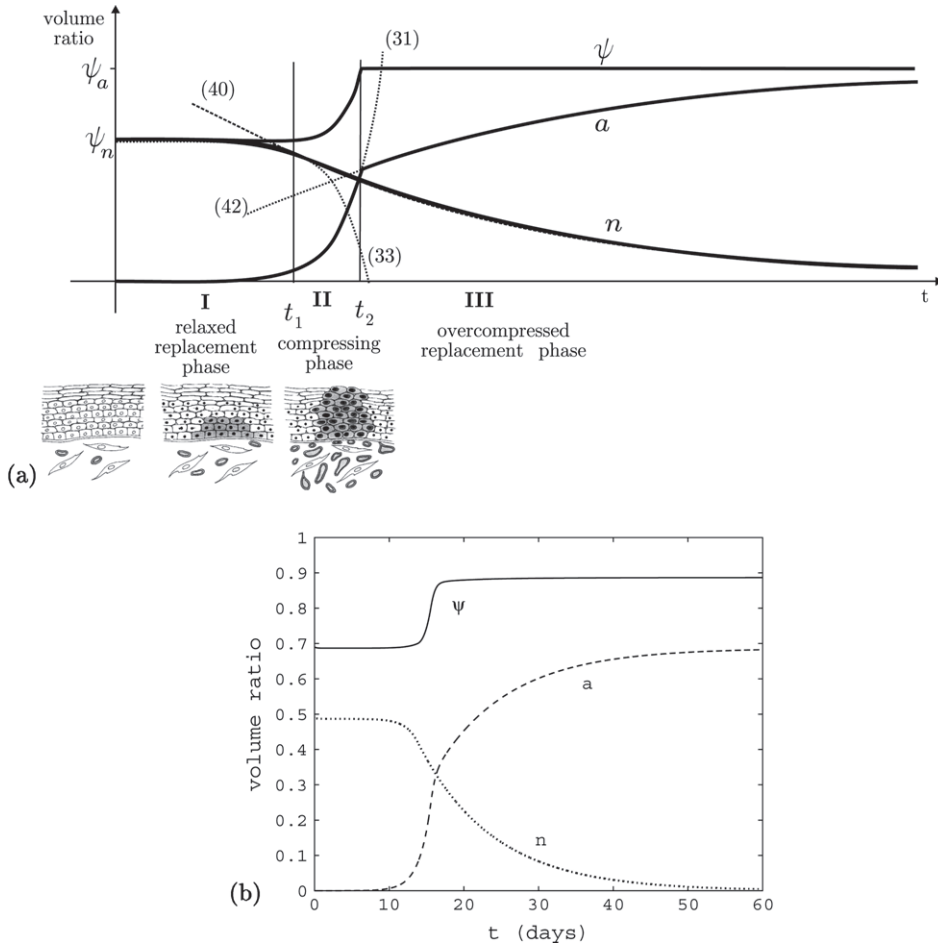 volume
ratio
ψa
ψn
(40)
(42)
(31)
(33)
ψ
a
n
t
I
II
III
t1
t2
relaxed
replacement
phase
compressing
phase
overcompressed
replacement phase
(a)
1
0.9
0.8
0.7
0.6
0.5
0.4
0.3
0.2
0.1
0
volume ratio
ψ
a
n
0
10
20
30
40
50
60
t (days)
(b)